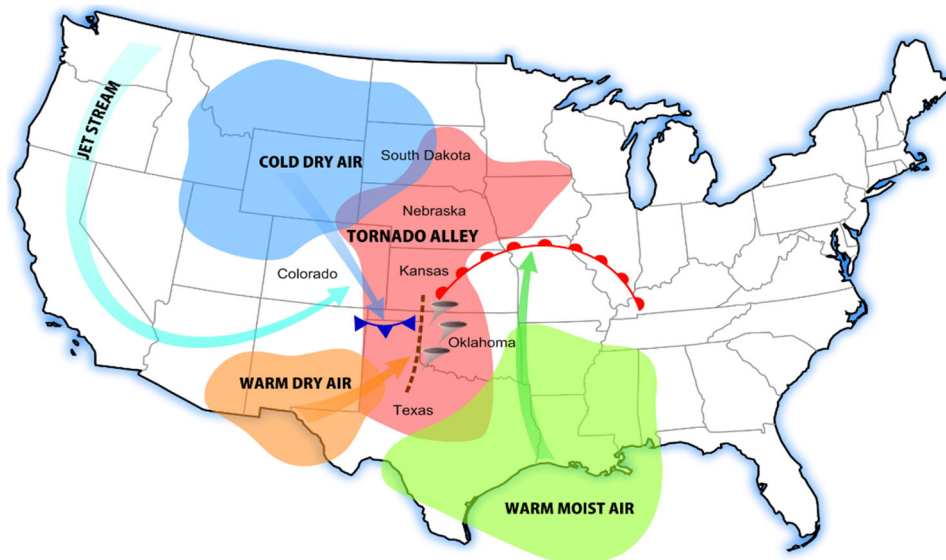 JET STREAM
COLD DRY AIR
South Dakota
Nebraska
TORNADO ALLEY
Colorado
Kansas
Oklahoma
WARM DRY AIR
Texas
WARM MOIST AIR